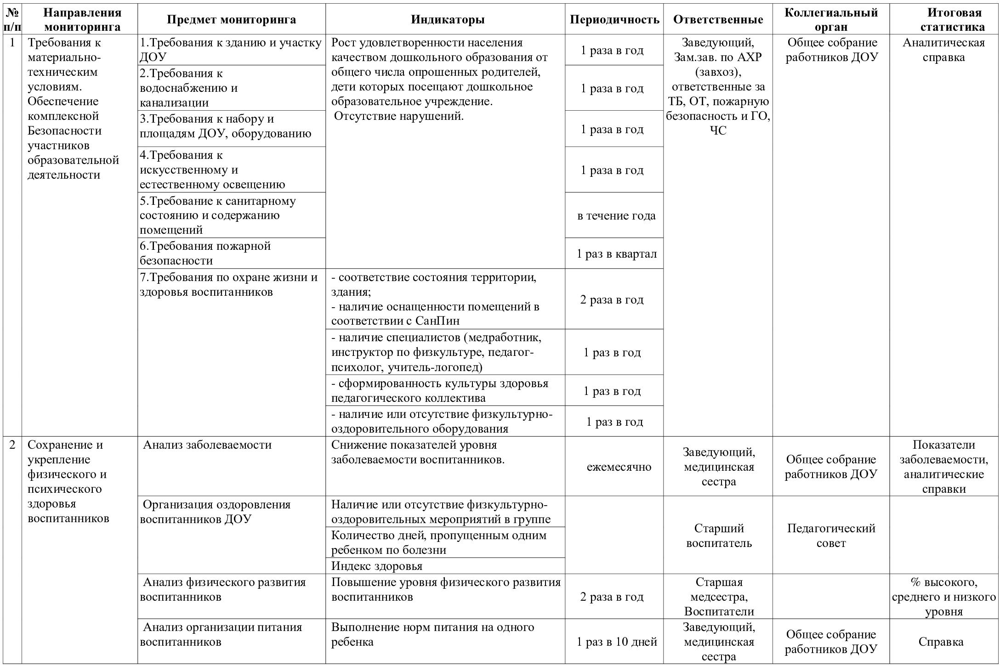 №
п/п
Направления
мониторинга
Предмет мониторинга
Индикаторы
Периодичность
Ответственные
Коллегиальный
орган
Итоговая
статистика
1
Требования к
материально-
техническим
условиям.
Обеспечение
комплексной
Безопасности
участников
образовательной
деятельности
1.Требования к зданию и участку
ДОУ
Рост удовлетворенности населения
качеством дошкольного образования от
общего числа опрошенных родителей,
дети которых посещают дошкольное
образовательное учреждение.
Отсутствие нарушений.
1 раза в год
Заведующий,
Зам.зав. по АХР
(завхоз),
ответственные за
ТБ, ОТ, пожарную
безопасность и ГО,
ЧС
Общее собрание
работников ДОУ
Аналитическая
справка
2.Требования к
водоснабжению и
канализации
1 раза в год
3.Требования к набору и
площадям ДОУ, оборудованию
1 раза в год
4.Требования к
искусственному и
естественному освещению
1 раза в год
5.Требование к санитарному
состоянию и содержанию
помещений
в течение года
6.Требования пожарной
безопасности
1 раз в квартал
7.Требования по охране жизни и
здоровья воспитанников
- соответствие состояния территории,
здания;
- наличие оснащенности помещений в
соответствии с СанПин
2 раза в год
- наличие специалистов (медработник,
инструктор по физкультуре, педагог-
психолог, учитель-логопед)
1 раз в год
- сформированность культуры здоровья
педагогического коллектива
1 раз в год
- наличие или отсутствие физкультурно-
оздоровительного оборудования
1 раз в год
2
Сохранение и
укрепление
физического и
психического
здоровья
воспитанников
Анализ заболеваемости
Снижение показателей уровня
заболеваемости воспитанников.
ежемесячно
Заведующий,
медицинская
сестра
Общее собрание
работников ДОУ
Показатели
заболеваемости,
аналитические
справки
Организация оздоровления
воспитанников ДОУ
Наличие или отсутствие физкультурно-
оздоровительных мероприятий в группе
Количество дней, пропущенным одним
ребенком по болезни
Индекс здоровья
Старший
воспитатель
Педагогический
совет
Анализ физического развития
воспитанников
Повышение уровня физического развития
воспитанников
2 раза в год
Старшая
медсестра,
Воспитатели
% высокого,
среднего и низкого
уровня
Анализ организации питания
воспитанников
Выполнение норм питания на одного
ребенка
1 раз в 10 дней
Заведующий,
медицинская
сестра
Общее собрание
работников ДОУ
Справка